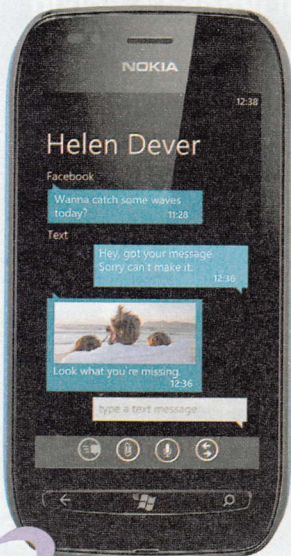 NOKIA
12:38
Helen Dever
Facebook
Wanna catch some waves
today?
11:28
Text
Hey, got your message.
Sorry can't make it.
12:36
Look what you're missing.
12:36
type a text message